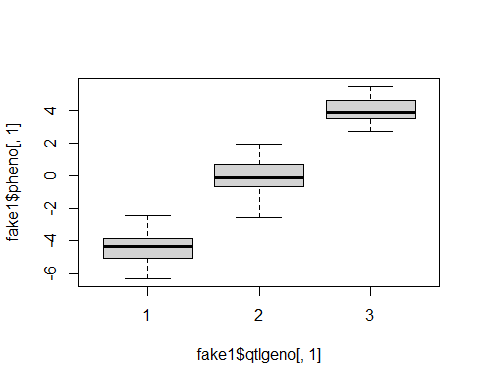 fake1$pheno[, 1]
4
2
0
-2
-4
-6
1 2 3
fake1$qtlgeno[, 1]